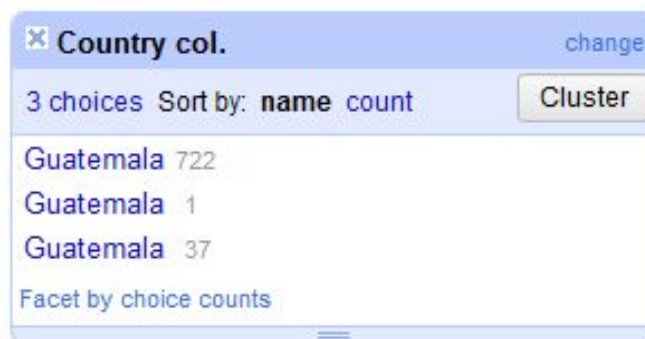 Country col. change
3 choices Sort by: name count Cluster
Guatemala 722
Guatemala 1
Guatemala 37
Facet by choice counts